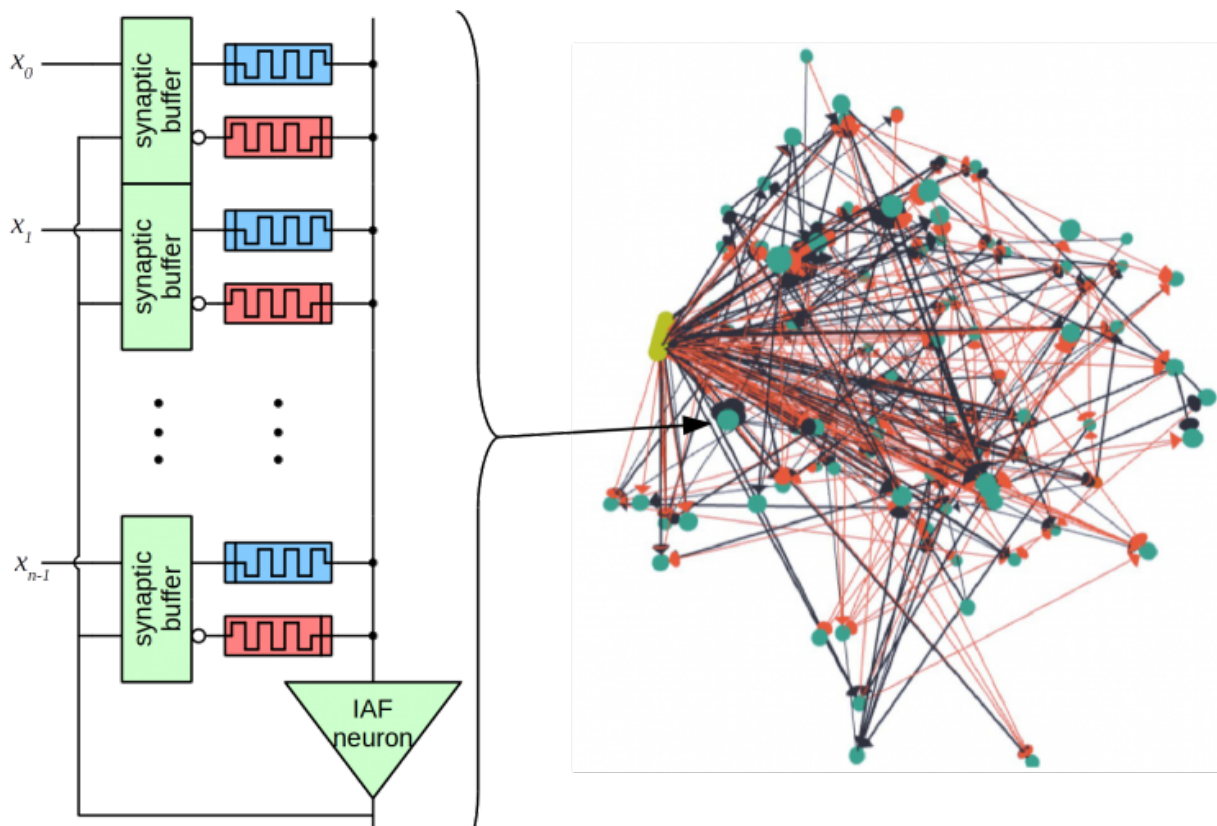 x0
synaptic
buffer
x1
synaptic
buffer
xn-1
synaptic
buffer
IAF
neuron